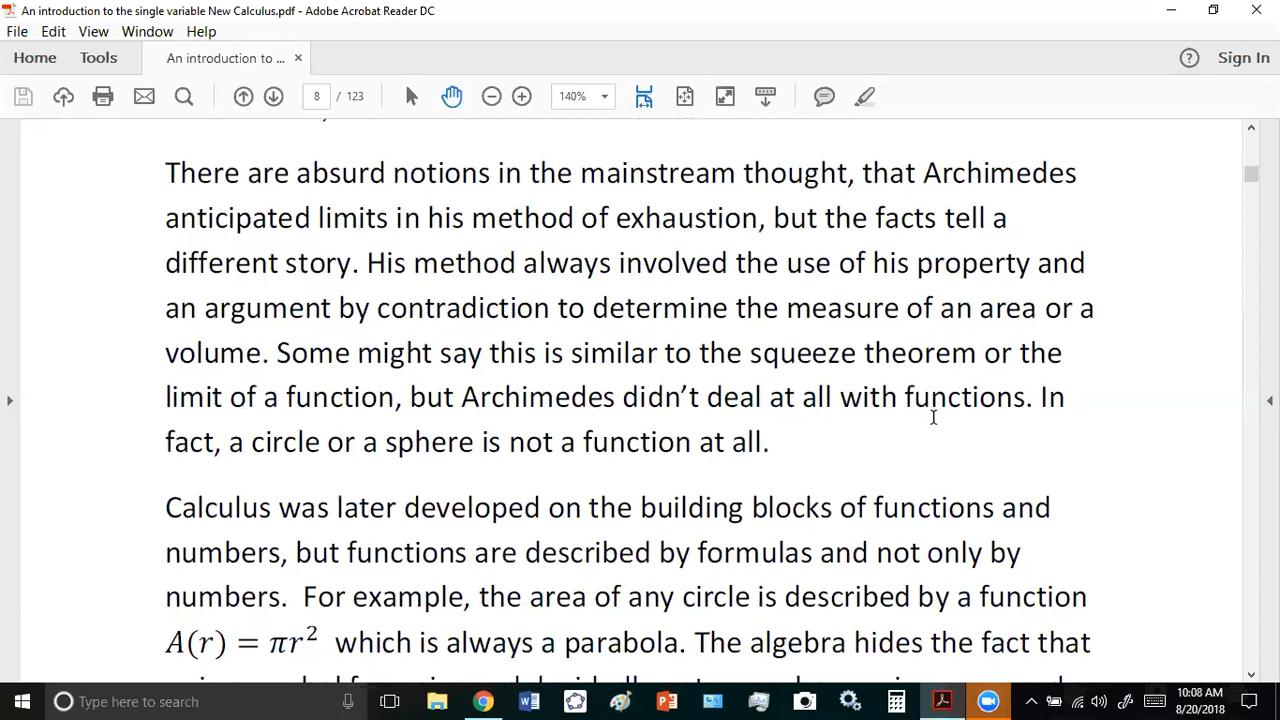 An introduction to the single variable New Calculus.pdf - Adobe Acrobat Reader DC
File Edit View Window Help
Home Tools An introduction to ... × Sign In
8 / 123 140%
There are absurd notions in the mainstream thought, that Archimedes
anticipated limits in his method of exhaustion, but the facts tell a
different story. His method always involved the use of his property and
an argument by contradiction to determine the measure of an area or a
volume. Some might say this is similar to the squeeze theorem or the
limit of a function, but Archimedes didn’t deal at all with functions. In
fact, a circle or a sphere is not a function at all.
Calculus was later developed on the building blocks of functions and
numbers, but functions are described by formulas and not only by
numbers. For example, the area of any circle is described by a function
A(r) = πr² which is always a parabola. The algebra hides the fact that
Type here to search
10:08 AM
8/20/2018